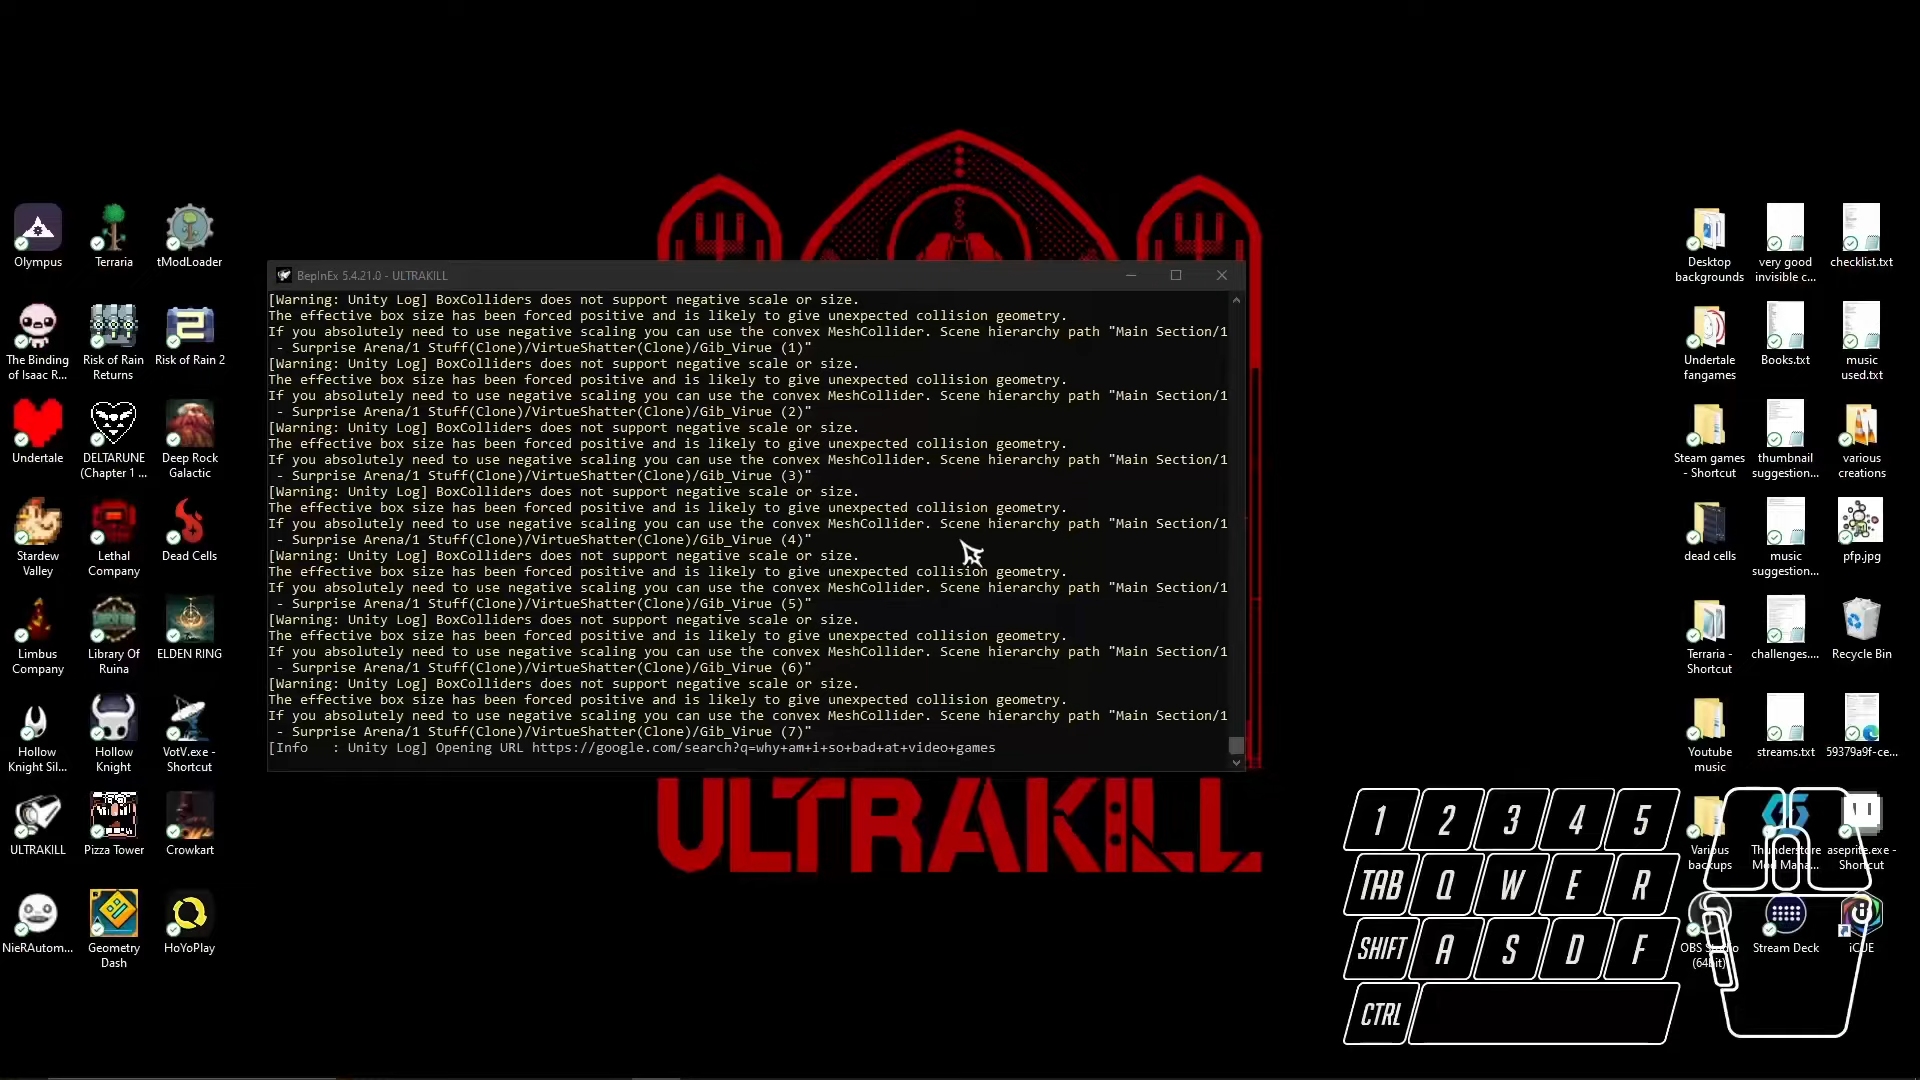 Olympus
Terraria
tModLoader
The Binding
of Isaac R...
Risk of Rain
Returns
Risk of Rain 2
Undertale
DELTARUNE
(Chapter 1 ...
Deep Rock
Galactic
Stardew
Valley
Lethal
Company
Dead Cells
Limbus
Company
Library Of
Ruina
ELDEN RING
Hollow
Knight Sil...
Hollow
Knight
VotV.exe -
Shortcut
ULTRAKILL
Pizza Tower
Crowkart
NieRAutom...
Geometry
Dash
HoYoPlay
BepInEx 5.4.21.0 - ULTRAKILL
[Warning: Unity Log] BoxColliders does not support negative scale or size.
The effective box size has been forced positive and is likely to give unexpected collision geometry.
If you absolutely need to use negative scaling you can use the convex MeshCollider. Scene hierarchy path "Main Section/1
- Surprise Arena/1 Stuff(Clone)/VirtueShatter(Clone)/Gib_Virue (1)"
[Warning: Unity Log] BoxColliders does not support negative scale or size.
The effective box size has been forced positive and is likely to give unexpected collision geometry.
If you absolutely need to use negative scaling you can use the convex MeshCollider. Scene hierarchy path "Main Section/1
- Surprise Arena/1 Stuff(Clone)/VirtueShatter(Clone)/Gib_Virue (2)"
[Warning: Unity Log] BoxColliders does not support negative scale or size.
The effective box size has been forced positive and is likely to give unexpected collision geometry.
If you absolutely need to use negative scaling you can use the convex MeshCollider. Scene hierarchy path "Main Section/1
- Surprise Arena/1 Stuff(Clone)/VirtueShatter(Clone)/Gib_Virue (3)"
[Warning: Unity Log] BoxColliders does not support negative scale or size.
The effective box size has been forced positive and is likely to give unexpected collision geometry.
If you absolutely need to use negative scaling you can use the convex MeshCollider. Scene hierarchy path "Main Section/1
- Surprise Arena/1 Stuff(Clone)/VirtueShatter(Clone)/Gib_Virue (4)"
[Warning: Unity Log] BoxColliders does not support negative scale or size.
The effective box size has been forced positive and is likely to give unexpected collision geometry.
If you absolutely need to use negative scaling you can use the convex MeshCollider. Scene hierarchy path "Main Section/1
- Surprise Arena/1 Stuff(Clone)/VirtueShatter(Clone)/Gib_Virue (5)"
[Warning: Unity Log] BoxColliders does not support negative scale or size.
The effective box size has been forced positive and is likely to give unexpected collision geometry.
If you absolutely need to use negative scaling you can use the convex MeshCollider. Scene hierarchy path "Main Section/1
- Surprise Arena/1 Stuff(Clone)/VirtueShatter(Clone)/Gib_Virue (6)"
[Warning: Unity Log] BoxColliders does not support negative scale or size.
The effective box size has been forced positive and is likely to give unexpected collision geometry.
If you absolutely need to use negative scaling you can use the convex MeshCollider. Scene hierarchy path "Main Section/1
- Surprise Arena/1 Stuff(Clone)/VirtueShatter(Clone)/Gib_Virue (7)"
[Info   : Unity Log] Opening URL https://google.com/search?q=why+am+i+so+bad+at+video+games
ULTRAKILL
Desktop
backgrounds
very good
invisible c...
checklist.txt
Undertale
fangames
Books.txt
music
used.txt
Steam games
- Shortcut
thumbnail
suggestion...
various
creations
dead cells
music
suggestion...
pfp.jpg
Terraria -
Shortcut
challenges....
Recycle Bin
Youtube
music
streams.txt
59379a9f-ce...
Various
backups
Thunderstore
Mod Mana...
aseprite.exe -
Shortcut
OBS Studio
(64bit)
Stream Deck
iCUE
1 2 3 4 5
TAB Q W E R
SHIFT A S D F
CTRL